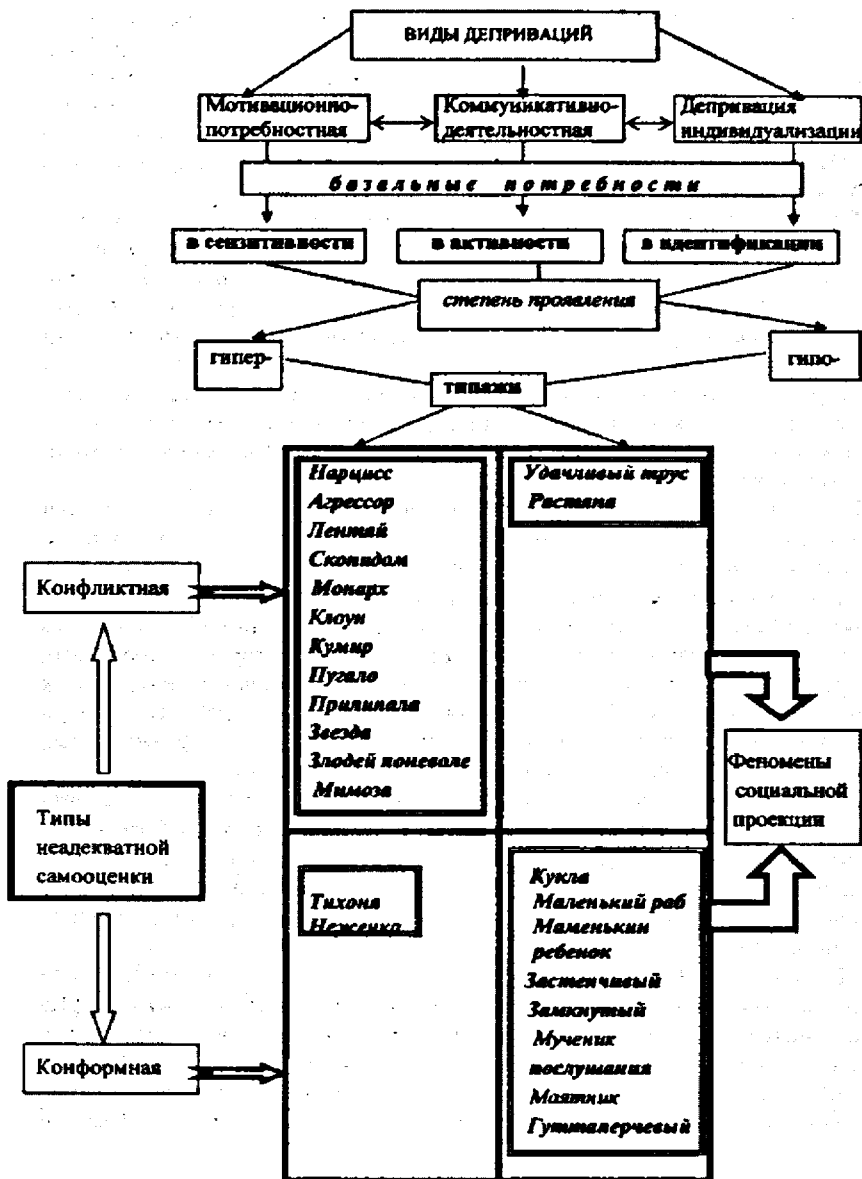 ВИДЫ ДЕПРИВАЦИЙ
Мотивационно-
потребностная
Коммуникативно-
деятельностная
Депривация
индивидуализации
базальные потребности
в сензитивности
в активности
в идентификации
степень проявления
гипер-
гипо-
типажи
Нарцисс
Агрессор
Лентяй
Скопидом
Монарх
Клоун
Кумир
Пугало
Прилипала
Звезда
Злодей поневоле
Мимоза
Удачливый трус
Растяпа
Конфликтная
Типы
неадекватной
самооценки
Конформная
Тихоня
Неженка
Кукла
Маленький раб
Маменькин
ребенок
Застенчивый
Замкнутый
Мученик
послушания
Маятник
Гуттаперчевый
Феномены
социальной
проекции